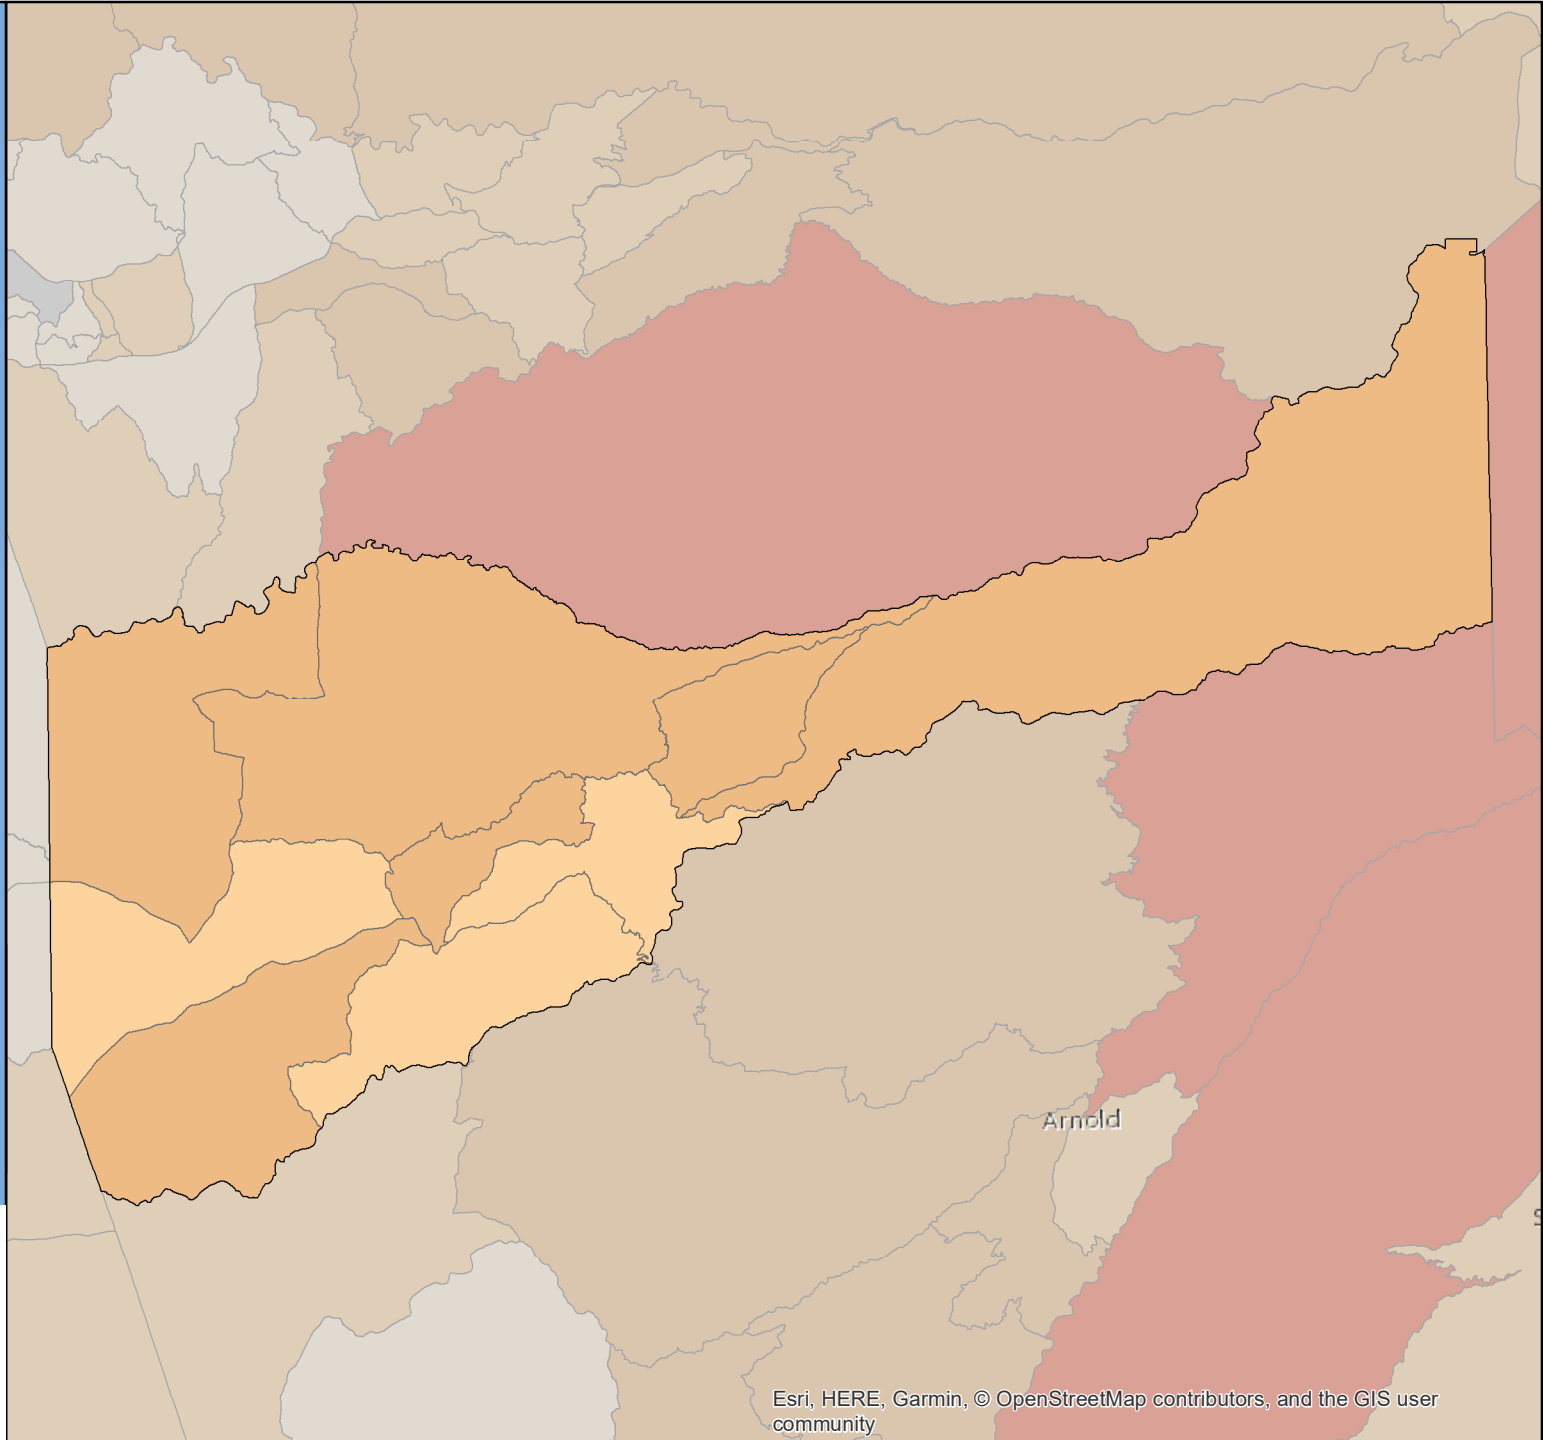 Arnold
Esri, HERE, Garmin, © OpenStreetMap contributors, and the GIS user
community